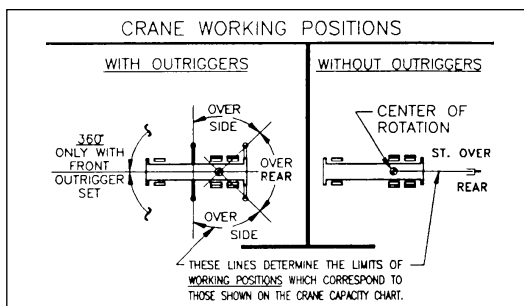 CRANE WORKING POSITIONS
WITH OUTRIGGERS
OVER
SIDE
360°
ONLY WITH
FRONT
OUTRIGGER
SET
OVER
REAR
OVER
SIDE
WITHOUT OUTRIGGERS
CENTER OF
ROTATION
ST. OVER
REAR
THESE LINES DETERMINE THE LIMITS OF
WORKING POSITIONS WHICH CORRESPOND TO
THOSE SHOWN ON THE CRANE CAPACITY CHART.